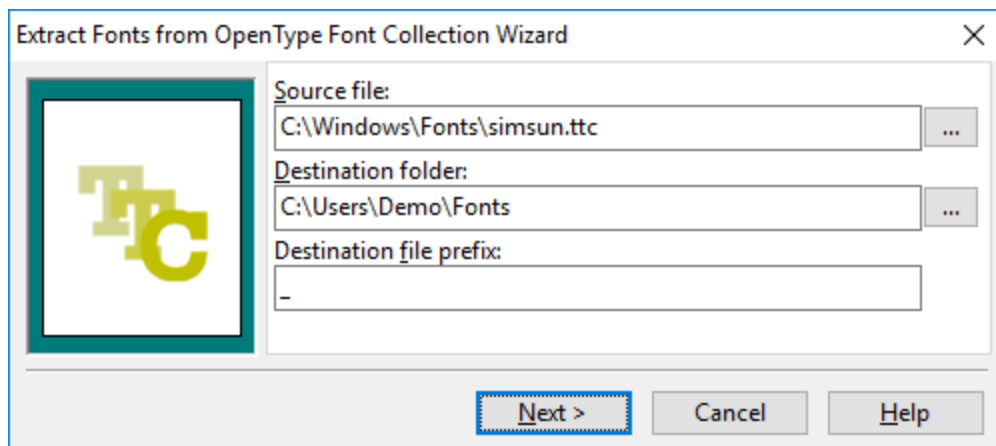 Extract Fonts from OpenType Font Collection Wizard
TTC
Source file:
C:\Windows\Fonts\simsun.ttc
...
Destination folder:
C:\Users\Demo\Fonts
...
Destination file prefix:
_
Next >
Cancel
Help